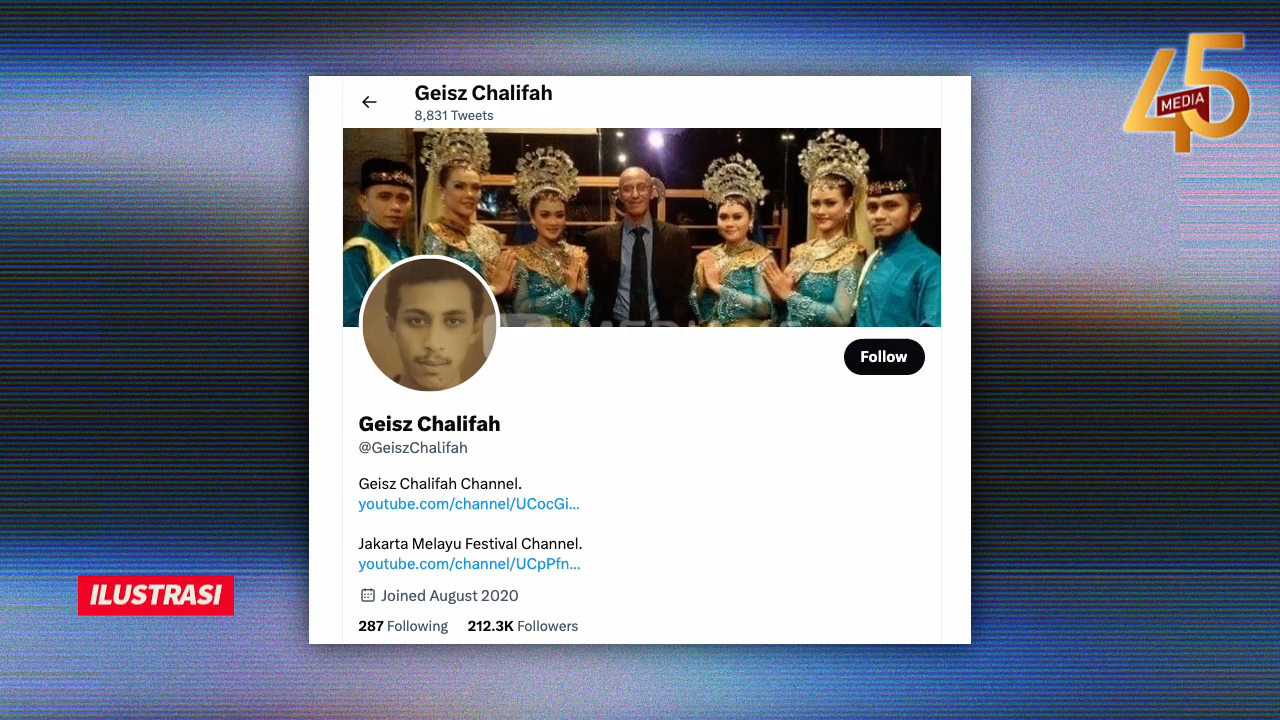 Geisz Chalifah
8,831 Tweets
45
MEDIA
Follow
Geisz Chalifah
@GeiszChalifah
Geisz Chalifah Channel.
youtube.com/channel/UCocGi...
Jakarta Melayu Festival Channel.
youtube.com/channel/UCpPfn...
Joined August 2020
287 Following 212.3K Followers
ILUSTRASI